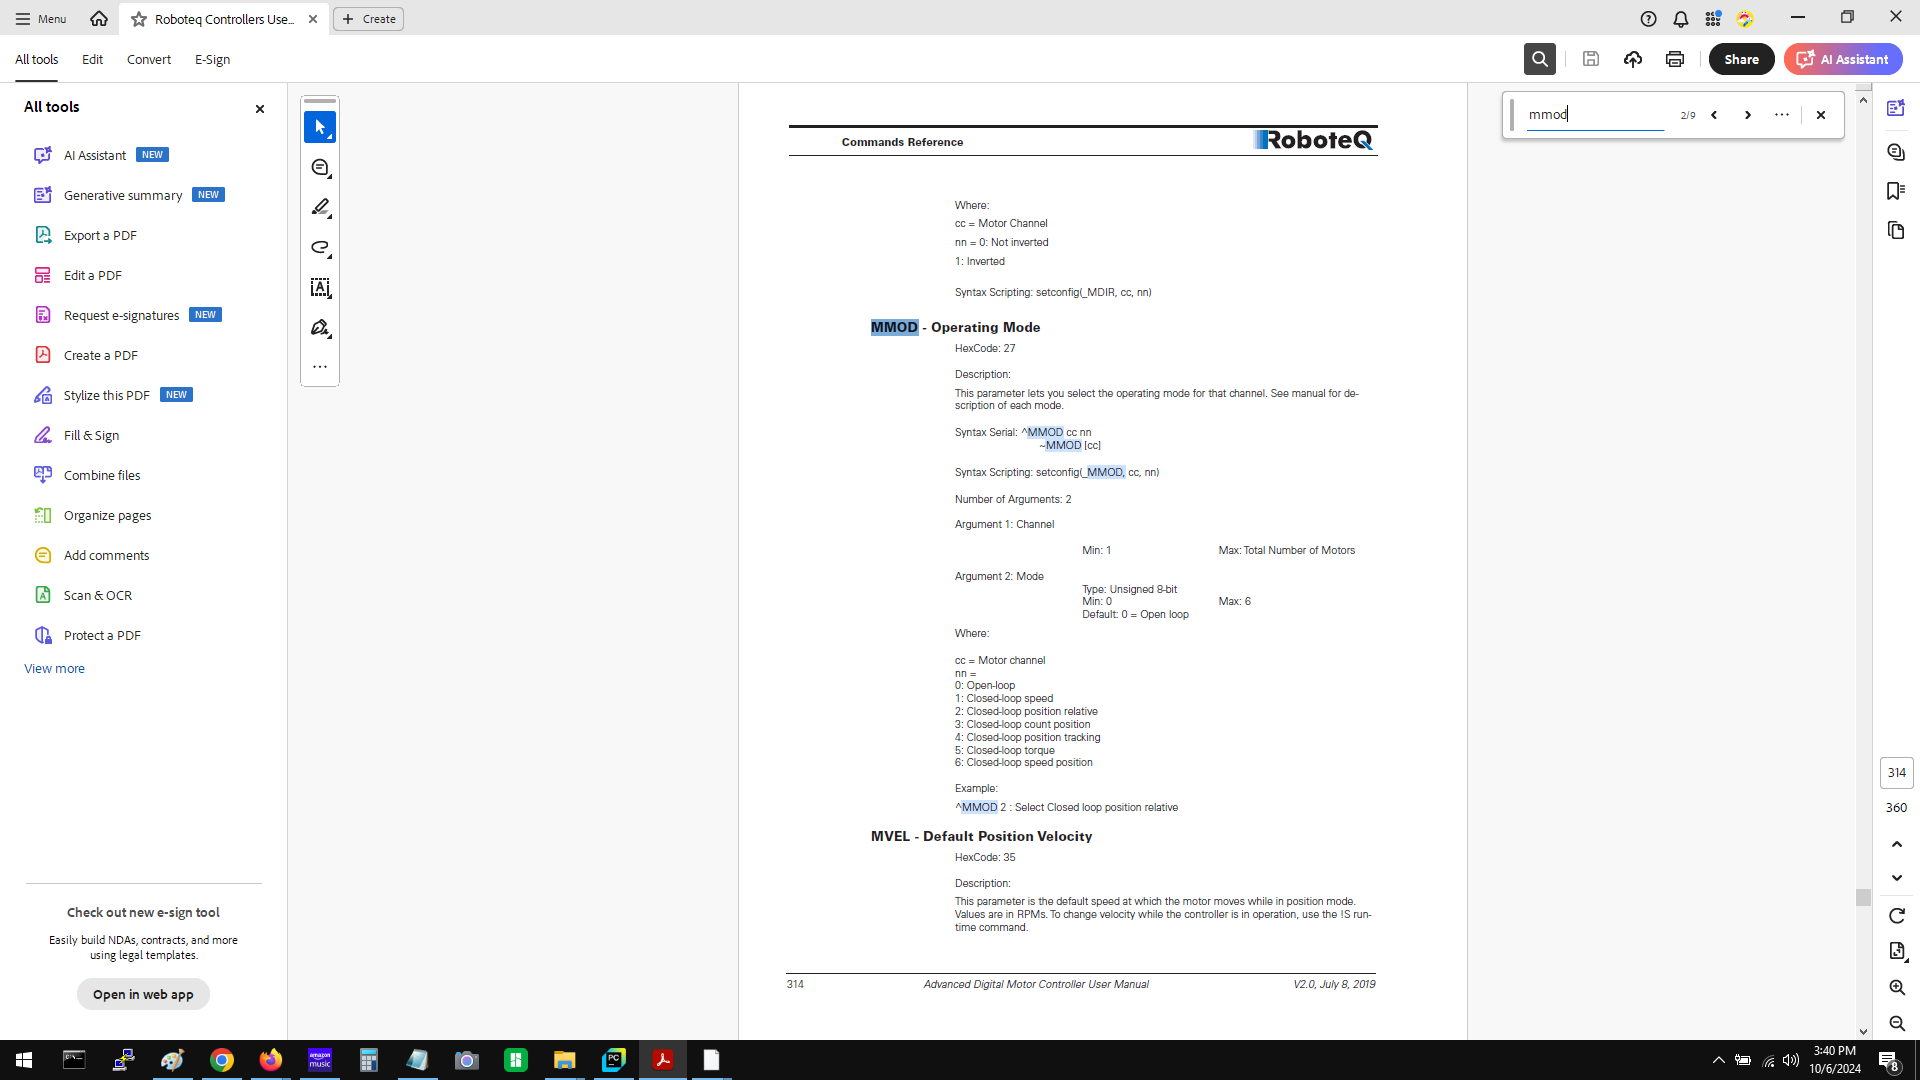 Menu
Roboteq Controllers Use...
Create
All tools
Edit
Convert
E-Sign
Share
AI Assistant
All tools
AI Assistant NEW
Generative summary NEW
Export a PDF
Edit a PDF
Request e-signatures NEW
Create a PDF
Stylize this PDF NEW
Fill & Sign
Combine files
Organize pages
Add comments
Scan & OCR
Protect a PDF
View more
Check out new e-sign tool
Easily build NDAs, contracts, and more
using legal templates.
Open in web app
mmod
2/9
Commands Reference
RoboteQ
Where:
cc = Motor Channel
nn = 0: Not inverted
1: Inverted
Syntax Scripting: setconfig(_MDIR, cc, nn)
MMOD - Operating Mode
HexCode: 27
Description:
This parameter lets you select the operating mode for that channel. See manual for de-
scription of each mode.
Syntax Serial: ^MMOD cc nn
~MMOD [cc]
Syntax Scripting: setconfig(_MMOD, cc, nn)
Number of Arguments: 2
Argument 1: Channel
Min: 1 Max: Total Number of Motors
Argument 2: Mode
Type: Unsigned 8-bit
Min: 0 Max: 6
Default: 0 = Open loop
Where:
cc = Motor channel
nn =
0: Open-loop
1: Closed-loop speed
2: Closed-loop position relative
3: Closed-loop count position
4: Closed-loop position tracking
5: Closed-loop torque
6: Closed-loop speed position
Example:
^MMOD 2 : Select Closed loop position relative
MVEL - Default Position Velocity
HexCode: 35
Description:
This parameter is the default speed at which the motor moves while in position mode.
Values are in RPMs. To change velocity while the controller is in operation, use the !S run-
time command.
314 Advanced Digital Motor Controller User Manual V2.0, July 8, 2019
314
360
amazon
music
PC
3:40 PM
10/6/2024
8